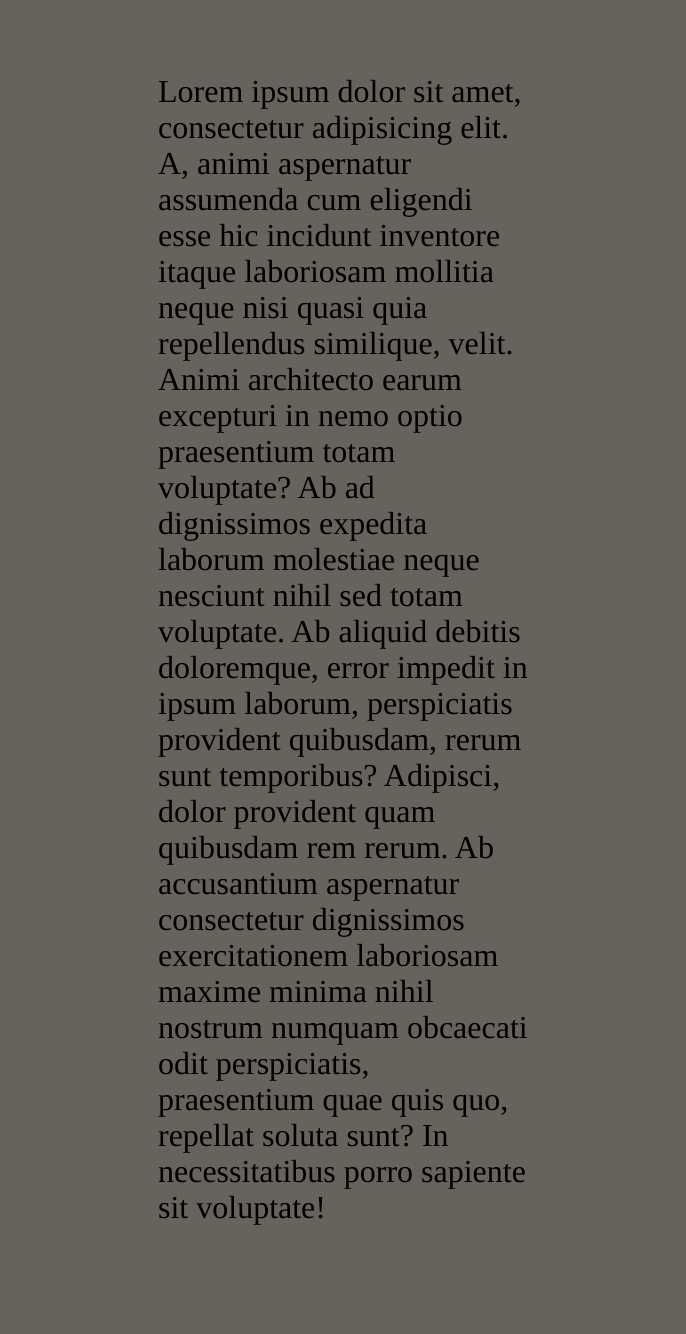 Lorem ipsum dolor sit amet,
consectetur adipisicing elit.
A, animi aspernatur
assumenda cum eligendi
esse hic incidunt inventore
itaque laboriosam mollitia
neque nisi quasi quia
repellendus similique, velit.
Animi architecto earum
excepturi in nemo optio
praesentium totam
voluptate? Ab ad
dignissimos expedita
laborum molestiae neque
nesciunt nihil sed totam
voluptate. Ab aliquid debitis
doloremque, error impedit in
ipsum laborum, perspiciatis
provident quibusdam, rerum
sunt temporibus? Adipisci,
dolor provident quam
quibusdam rem rerum. Ab
accusantium aspernatur
consectetur dignissimos
exercitationem laboriosam
maxime minima nihil
nostrum numquam obcaecati
odit perspiciatis,
praesentium quae quis quo,
repellat soluta sunt? In
necessitatibus porro sapiente
sit voluptate!